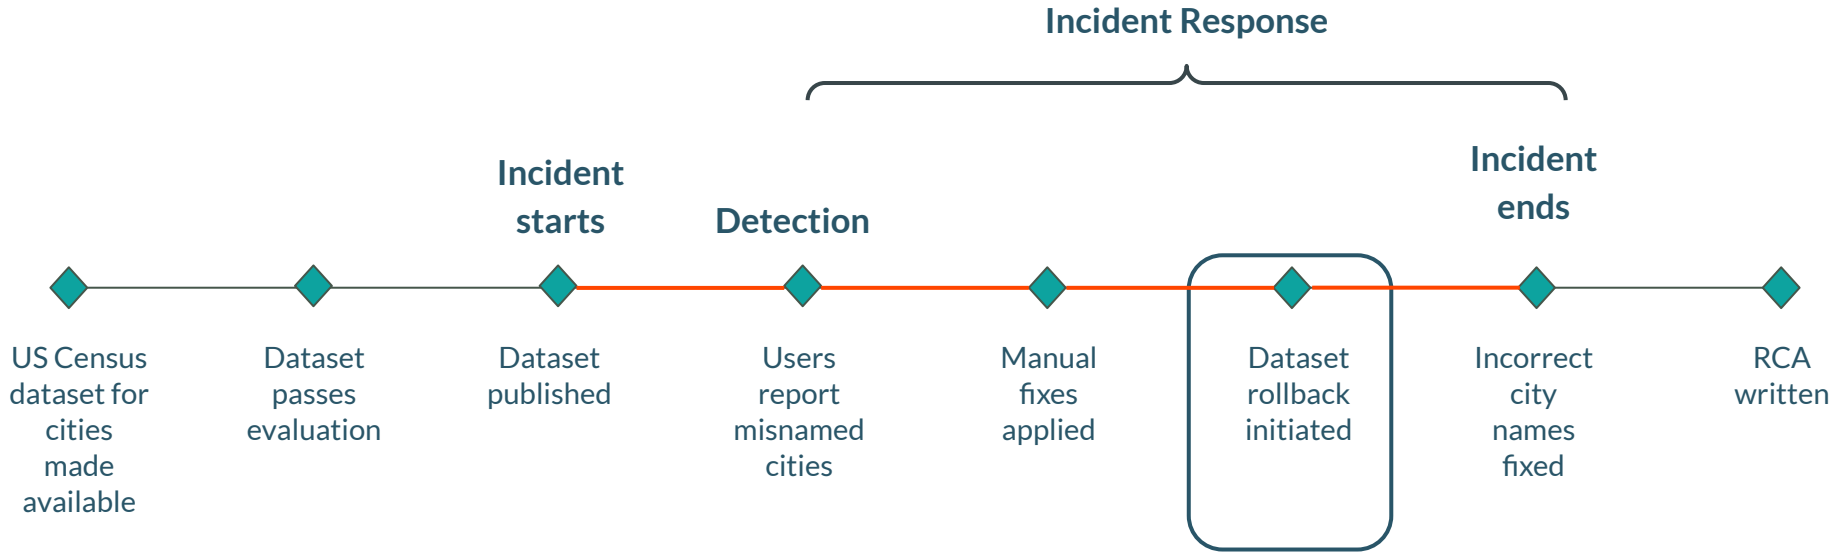 Incident Response
Incident
starts
Detection
Incident
ends
US Census
dataset for
cities
made
available
Dataset
passes
evaluation
Dataset
published
Users
report
misnamed
cities
Manual
fixes
applied
Dataset
rollback
initiated
Incorrect
city
names
fixed
RCA
written